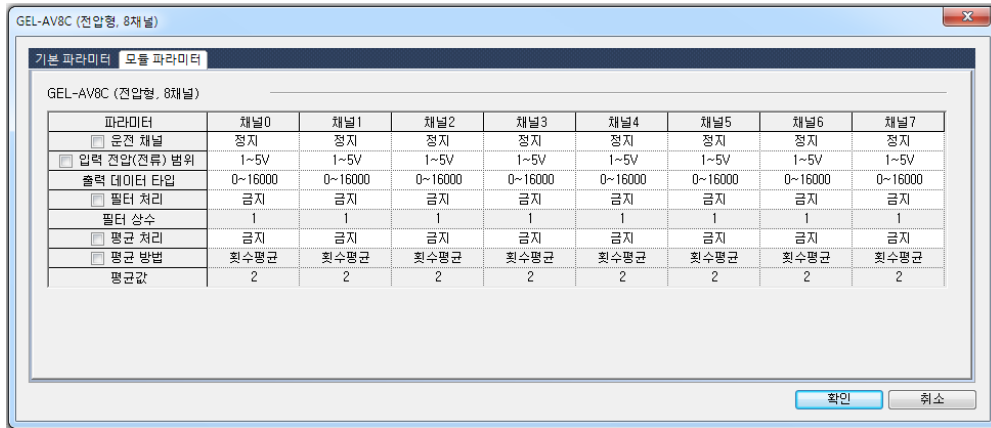 GEL-AV8C (전압형, 8채널)
기본 파라미터 모듈 파라미터
GEL-AV8C (전압형, 8채널)
파라미터 채널0 채널1 채널2 채널3 채널4 채널5 채널6 채널7
운전 채널 정지 정지 정지 정지 정지 정지 정지 정지
입력 전압(전류) 범위 1~5V 1~5V 1~5V 1~5V 1~5V 1~5V 1~5V 1~5V
출력 데이터 타입 0~16000 0~16000 0~16000 0~16000 0~16000 0~16000 0~16000 0~16000
필터 처리 금지 금지 금지 금지 금지 금지 금지 금지
필터 상수 1 1 1 1 1 1 1 1
평균 처리 금지 금지 금지 금지 금지 금지 금지 금지
평균 방법 횟수평균 횟수평균 횟수평균 횟수평균 횟수평균 횟수평균 횟수평균 횟수평균
평균값 2 2 2 2 2 2 2 2
확인 취소